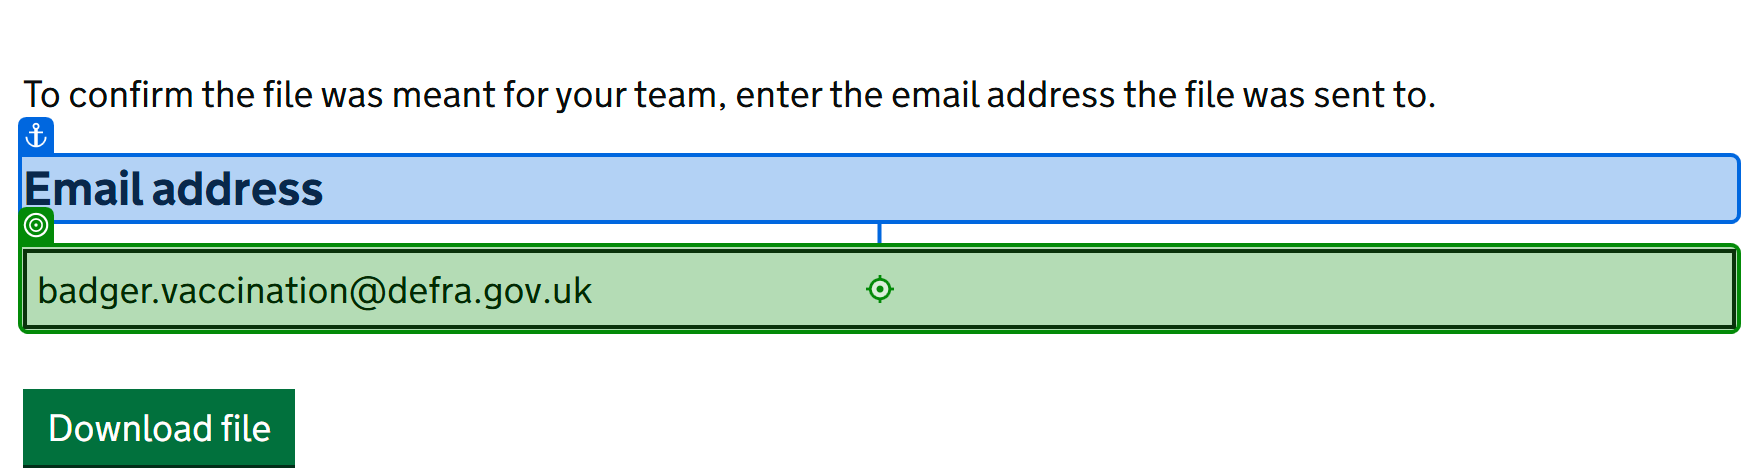 To confirm the file was meant for your team, enter the email address the file was sent to.
Email address
badger.vaccination@defra.gov.uk
Download file